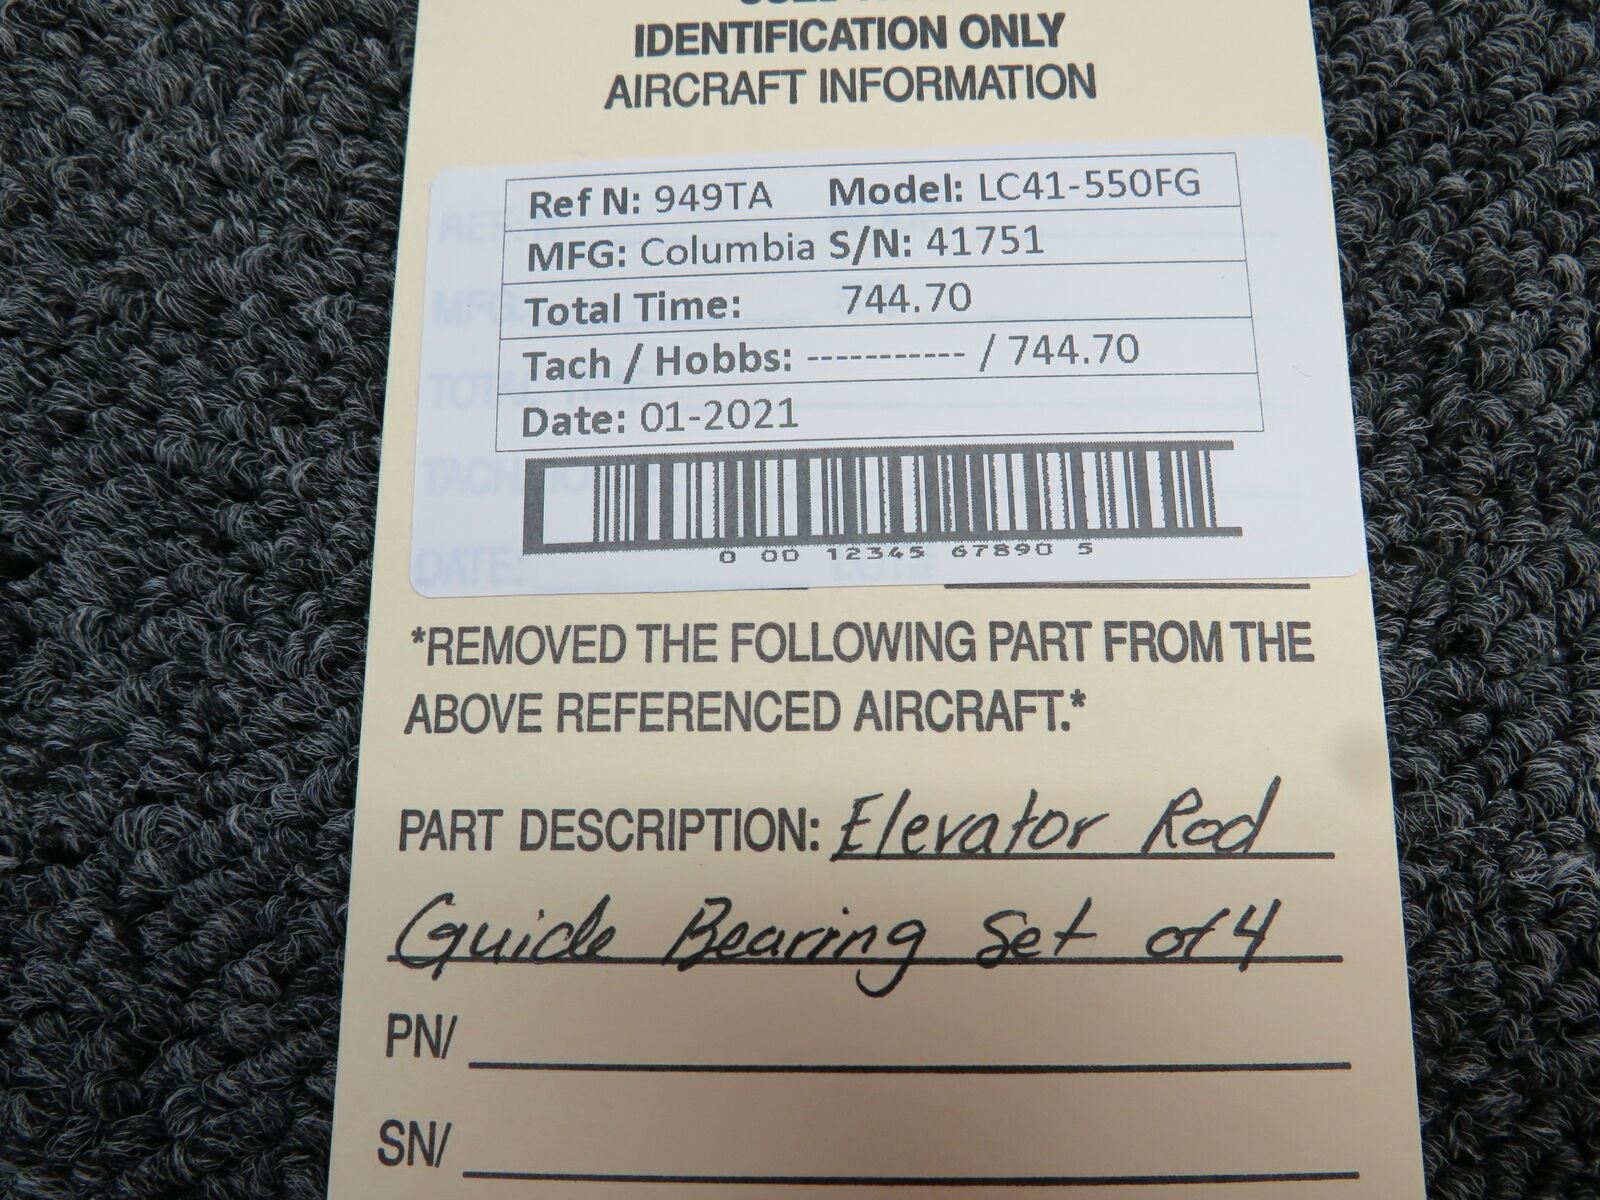 IDENTIFICATION ONLY
AIRCRAFT INFORMATION
Ref N: 949TA Model: LC41-550FG
MFG: Columbia S/N: 41751
Total Time: 744.70
Tach / Hobbs: ----------- / 744.70
Date: 01-2021
0 00 12345 67890 5
*REMOVED THE FOLLOWING PART FROM THE
ABOVE REFERENCED AIRCRAFT.*
PART DESCRIPTION: Elevator Rod
Guide Bearing Set of 4
PN/
SN/